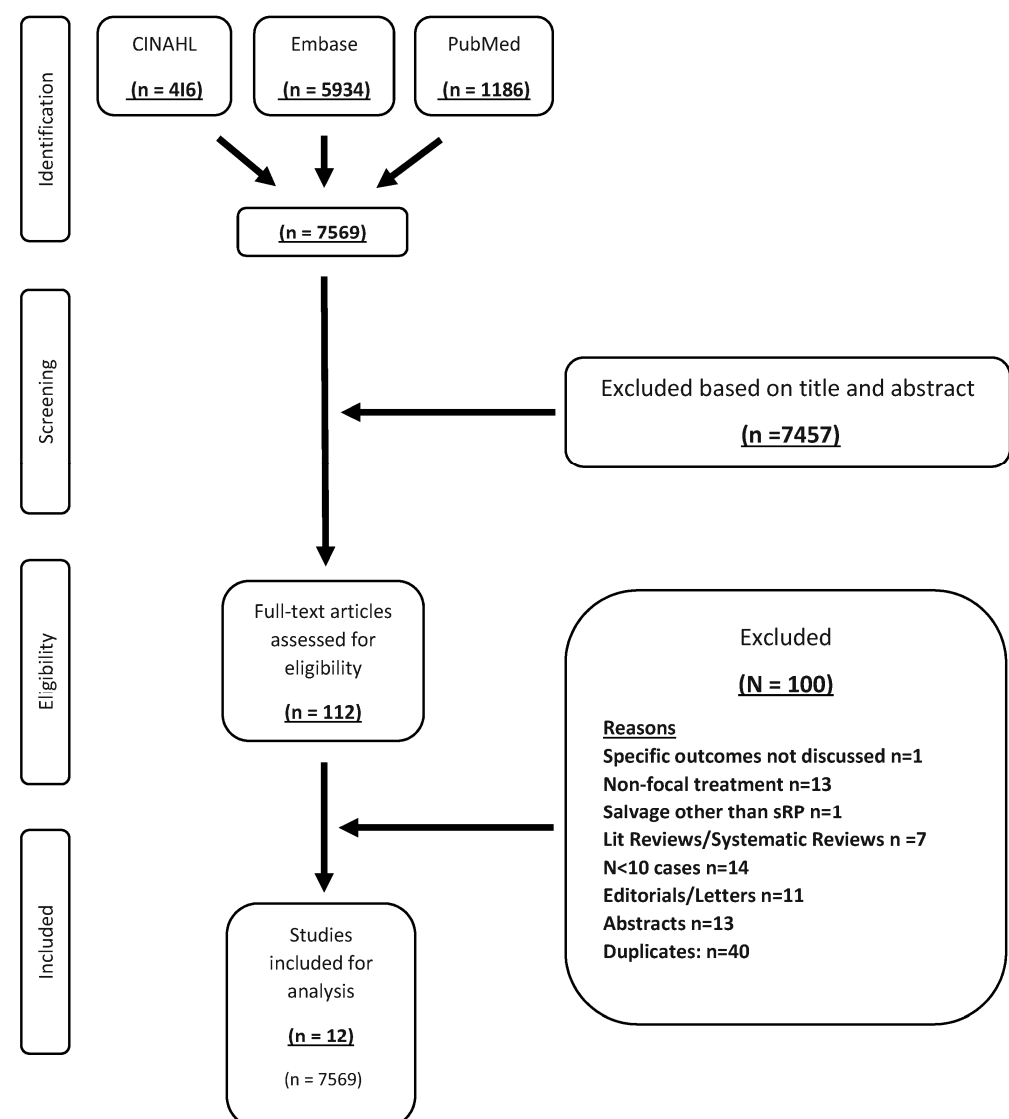 Identification
CINAHL
(n = 4I6)
Embase
(n = 5934)
PubMed
(n = 1186)
(n = 7569)
Screening
Excluded based on title and abstract
(n =7457)
Eligibility
Full-text articles
assessed for
eligibility
(n = 112)
Excluded
(N = 100)
Reasons
Specific outcomes not discussed n=1
Non-focal treatment n=13
Salvage other than sRP n=1
Lit Reviews/Systematic Reviews n =7
N<10 cases n=14
Editorials/Letters n=11
Abstracts n=13
Duplicates: n=40
Included
Studies
included for
analysis
(n = 12)
(n = 7569)